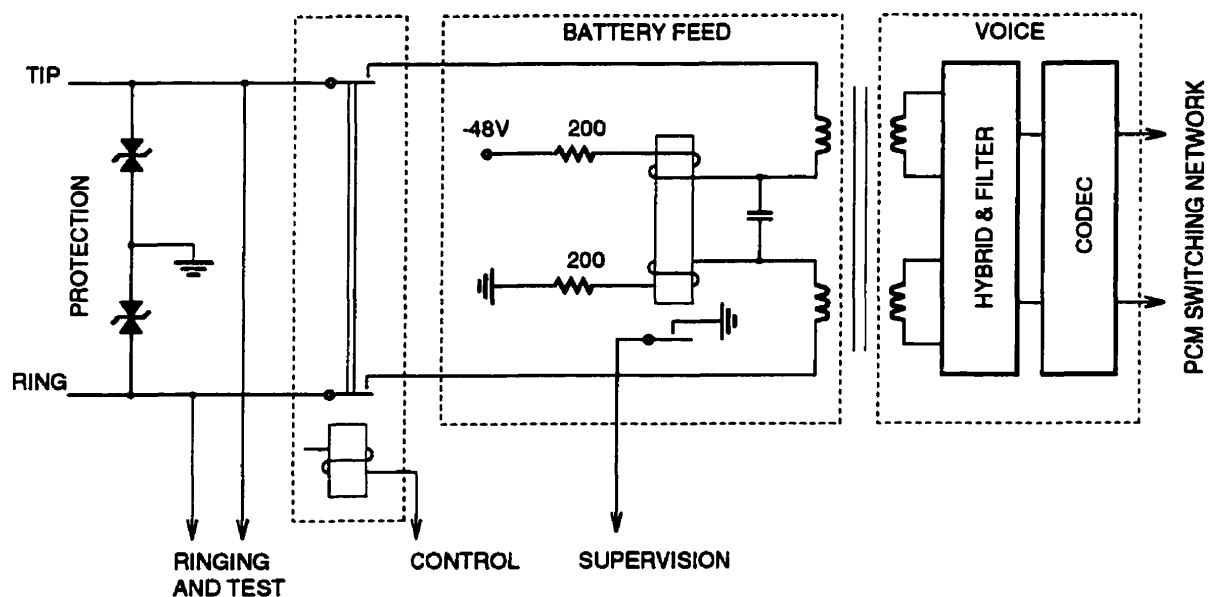 BATTERY FEED
VOICE
TIP
-48V
200
PROTECTION
200
HYBRID & FILTER
CODEC
PCM SWITCHING NETWORK
RING
RINGING
AND TEST
CONTROL
SUPERVISION